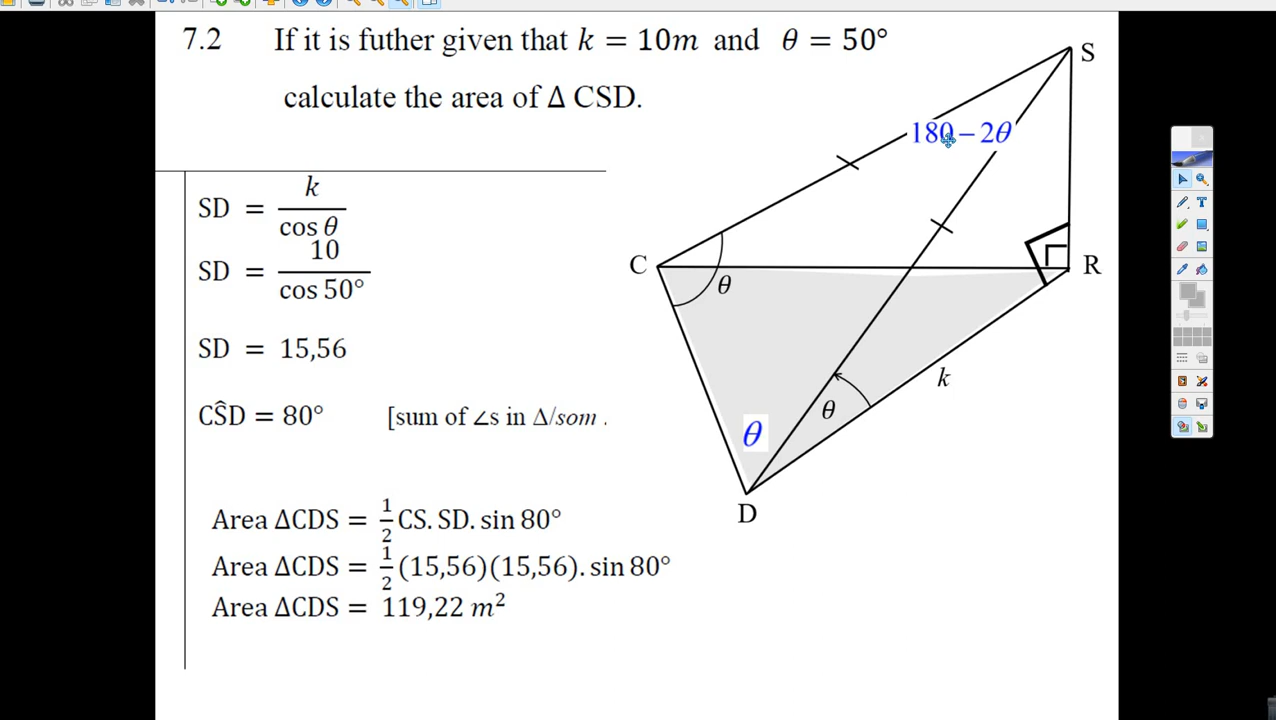 7.2 If it is futher given that k = 10m and θ = 50°
calculate the area of Δ CSD.
SD = k/cos θ
SD = 10/cos 50°
SD = 15,56
CŜD = 80° [sum of ∠s in Δ/som .
Area ΔCDS = 1/2 CS. SD. sin 80°
Area ΔCDS = 1/2 (15,56)(15,56). sin 80°
Area ΔCDS = 119,22 m²
S
180 – 2θ
C
R
θ
k
θ
θ
D